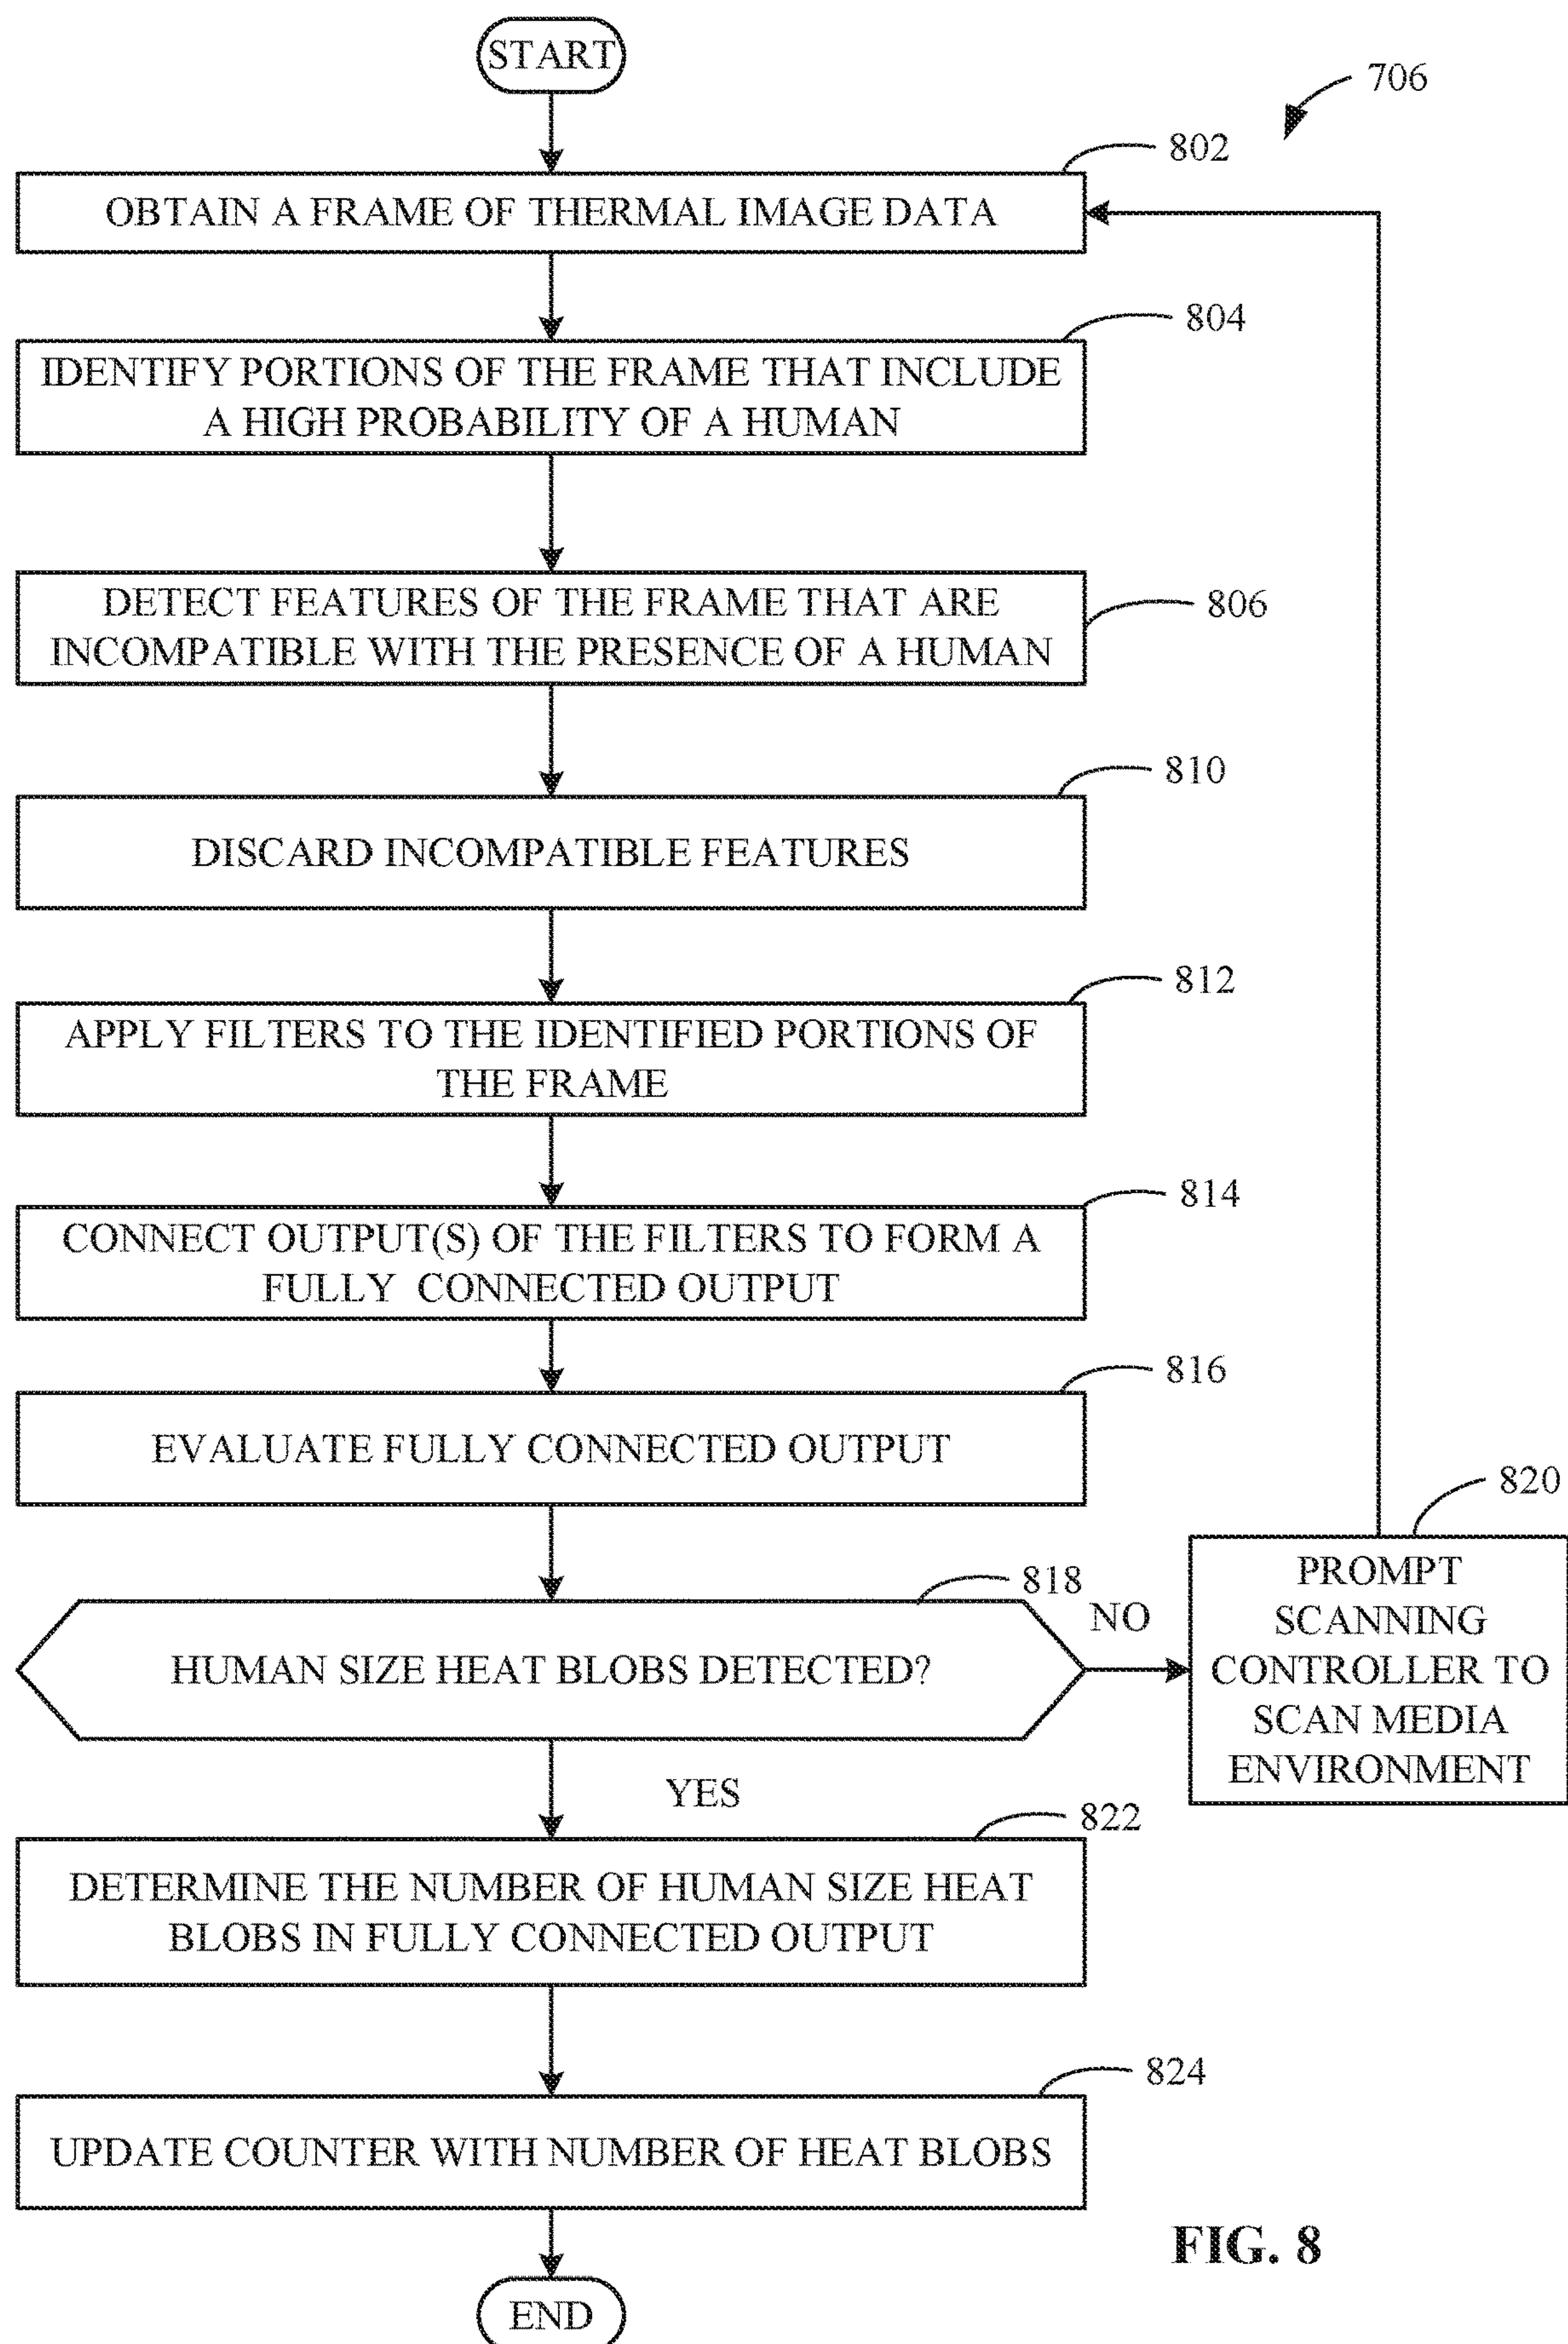 START
706
802
OBTAIN A FRAME OF THERMAL IMAGE DATA
804
IDENTIFY PORTIONS OF THE FRAME THAT INCLUDE
A HIGH PROBABILITY OF A HUMAN
DETECT FEATURES OF THE FRAME THAT ARE
INCOMPATIBLE WITH THE PRESENCE OF A HUMAN
806
810
DISCARD INCOMPATIBLE FEATURES
812
APPLY FILTERS TO THE IDENTIFIED PORTIONS OF
THE FRAME
814
CONNECT OUTPUT(S) OF THE FILTERS TO FORM A
FULLY CONNECTED OUTPUT
816
EVALUATE FULLY CONNECTED OUTPUT
818
HUMAN SIZE HEAT BLOBS DETECTED?
NO
820
PROMPT
SCANNING
CONTROLLER TO
SCAN MEDIA
ENVIRONMENT
YES
822
DETERMINE THE NUMBER OF HUMAN SIZE HEAT
BLOBS IN FULLY CONNECTED OUTPUT
824
UPDATE COUNTER WITH NUMBER OF HEAT BLOBS
END
FIG. 8